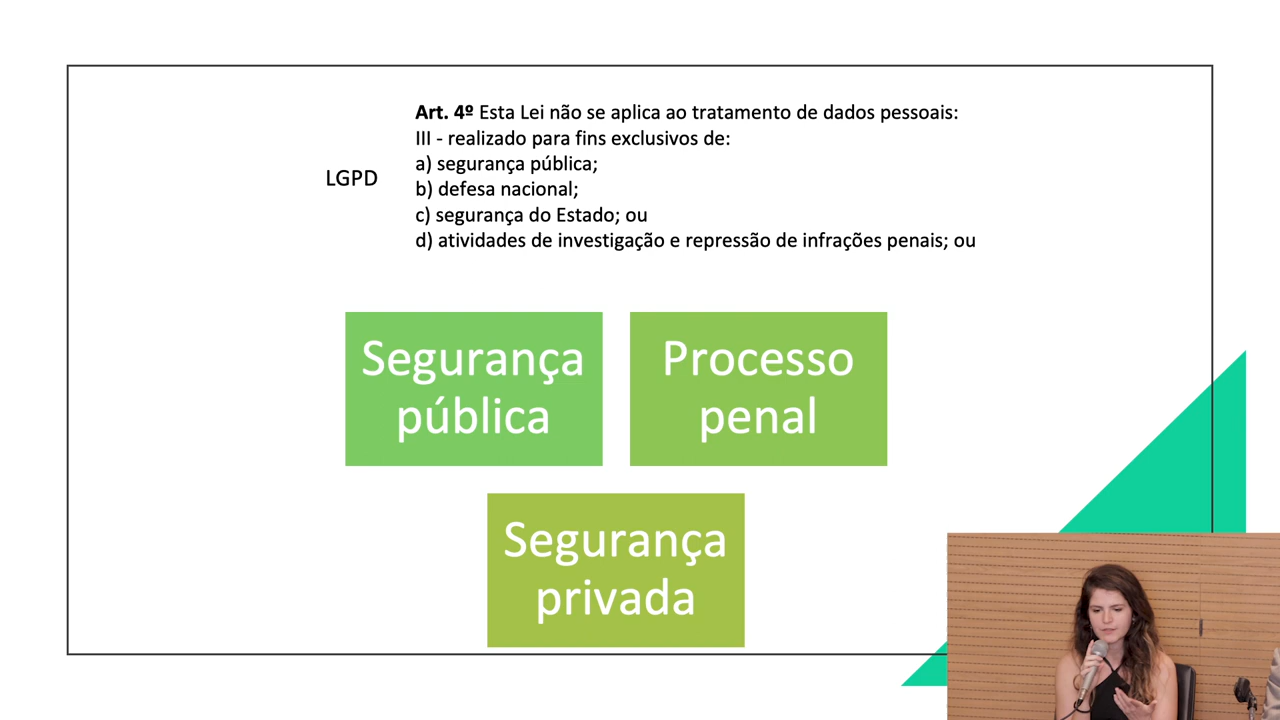 Art. 4º Esta Lei não se aplica ao tratamento de dados pessoais:
III - realizado para fins exclusivos de:
a) segurança pública;
LGPD
b) defesa nacional;
c) segurança do Estado; ou
d) atividades de investigação e repressão de infrações penais; ou
Segurança
pública
Processo
penal
Segurança
privada